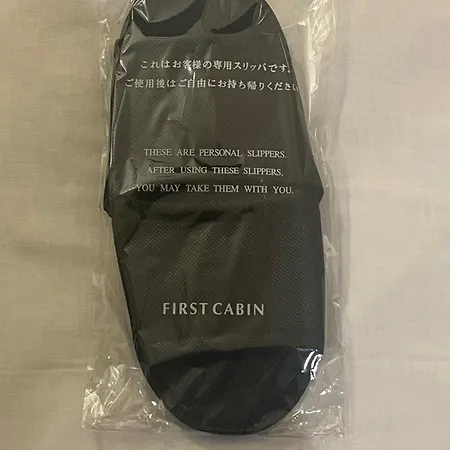 これはお客様の専用スリッパです。
ご使用後はご自由にお持ち帰りください
THESE ARE PERSONAL SLIPPERS.
AFTER USING THESE SLIPPERS,
YOU MAY TAKE THEM WITH YOU.
FIRST CABIN